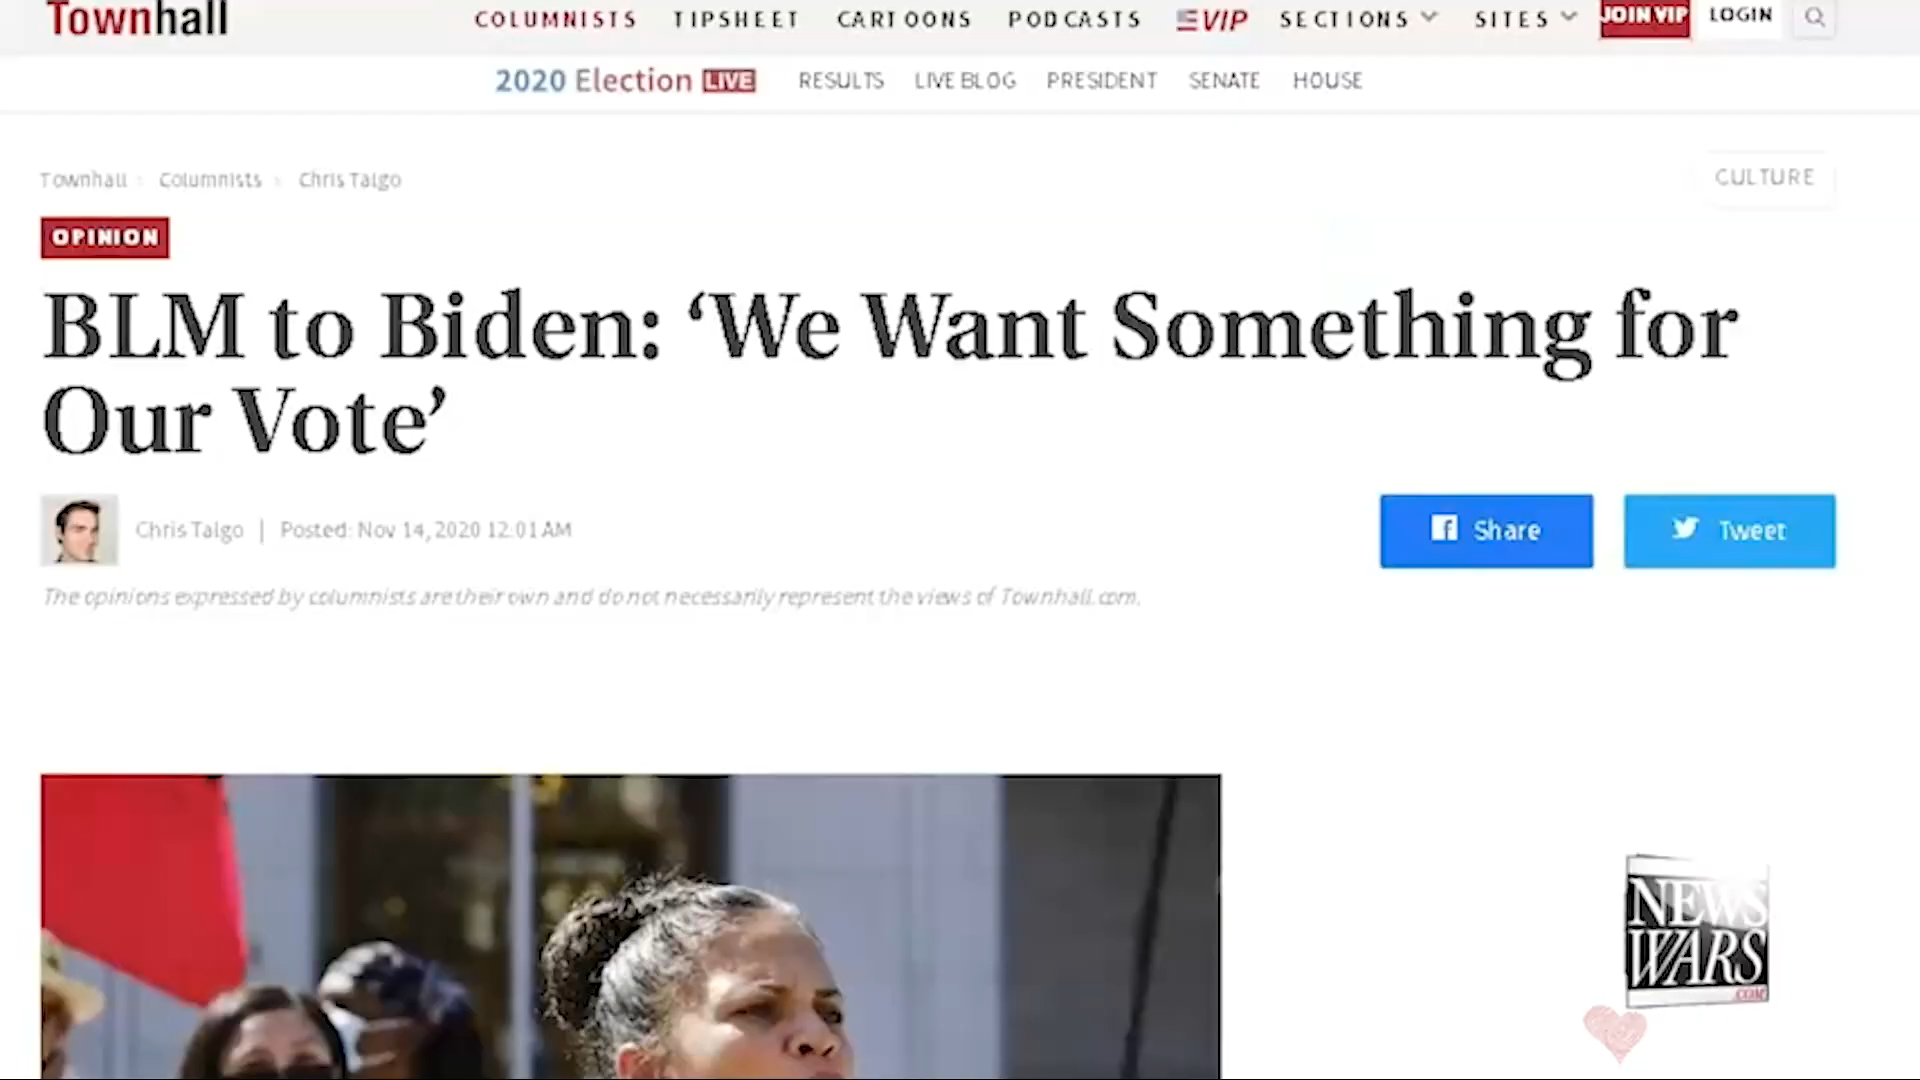 Townhall
COLUMNISTS TIPSHEET CARTOONS PODCASTS VIP SECTIONS SITES JOIN VIP LOGIN
2020 Election LIVE RESULTS LIVE BLOG PRESIDENT SENATE HOUSE
Townhall Columnists Chris Talgo
CULTURE
OPINION
BLM to Biden: ‘We Want Something for
Our Vote’
Chris Talgo | Posted: Nov 14, 2020 12:01 AM
Share Tweet
The opinions expressed by columnists are their own and do not necessarily represent the views of Townhall.com.
NEWS
WARS
.COM